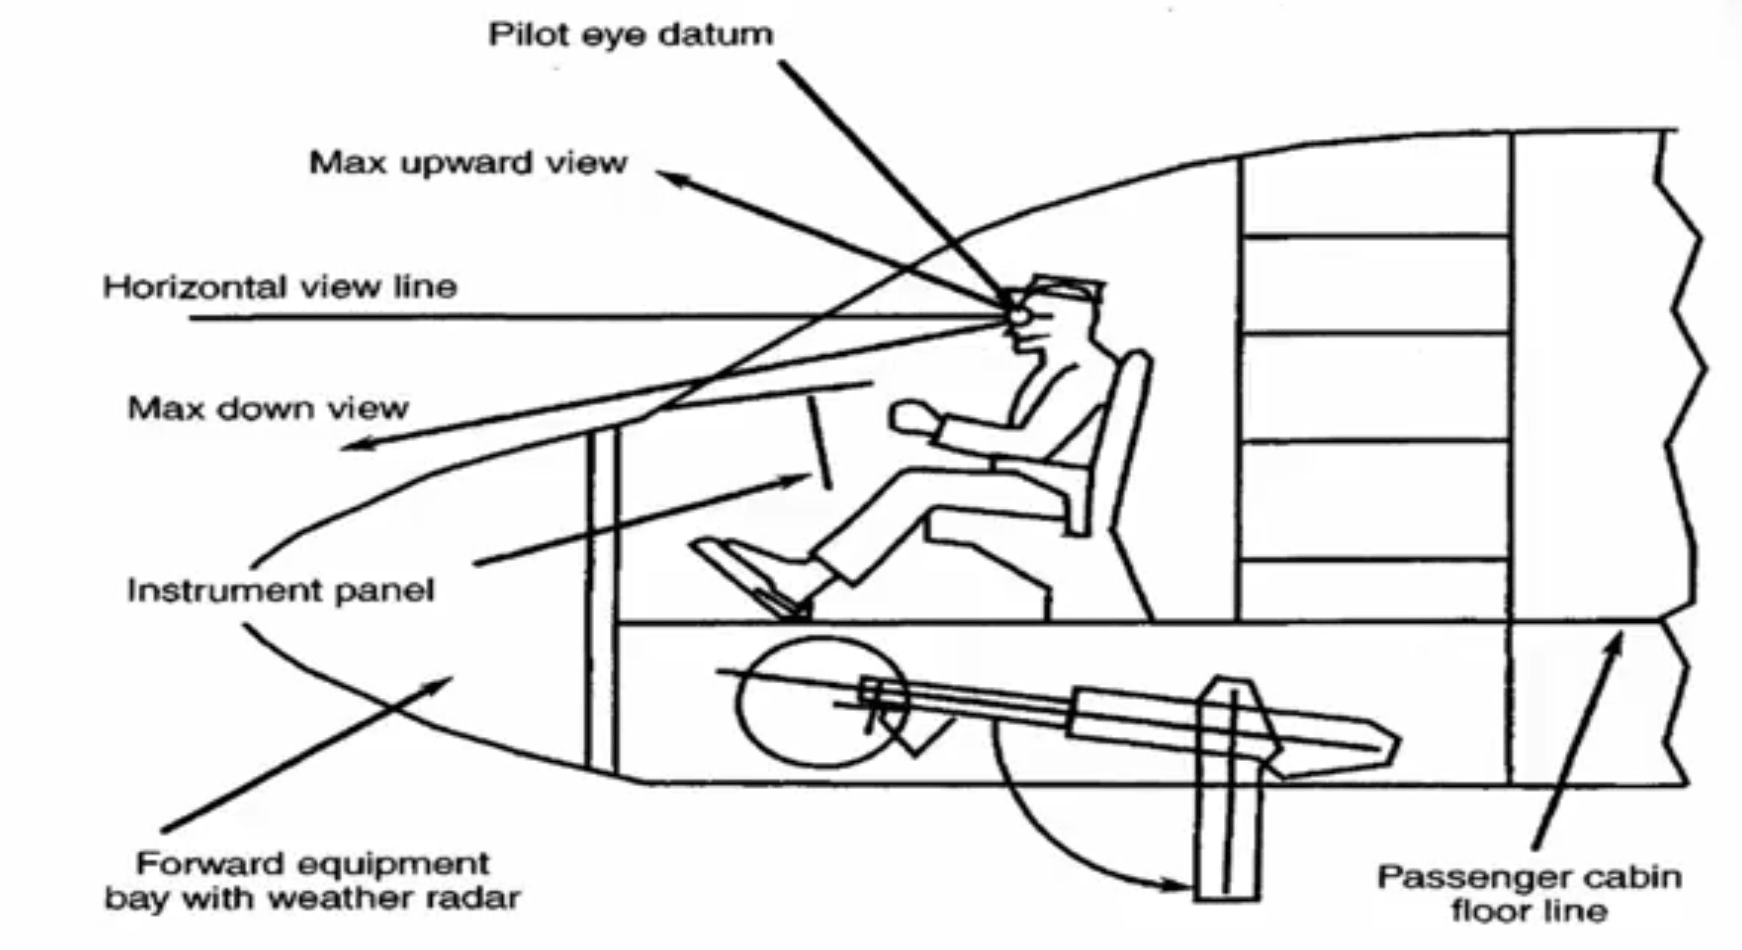 Pilot eye datum
Max upward view
Horizontal view line
Max down view
Instrument panel
Forward equipment
bay with weather radar
Passenger cabin
floor line